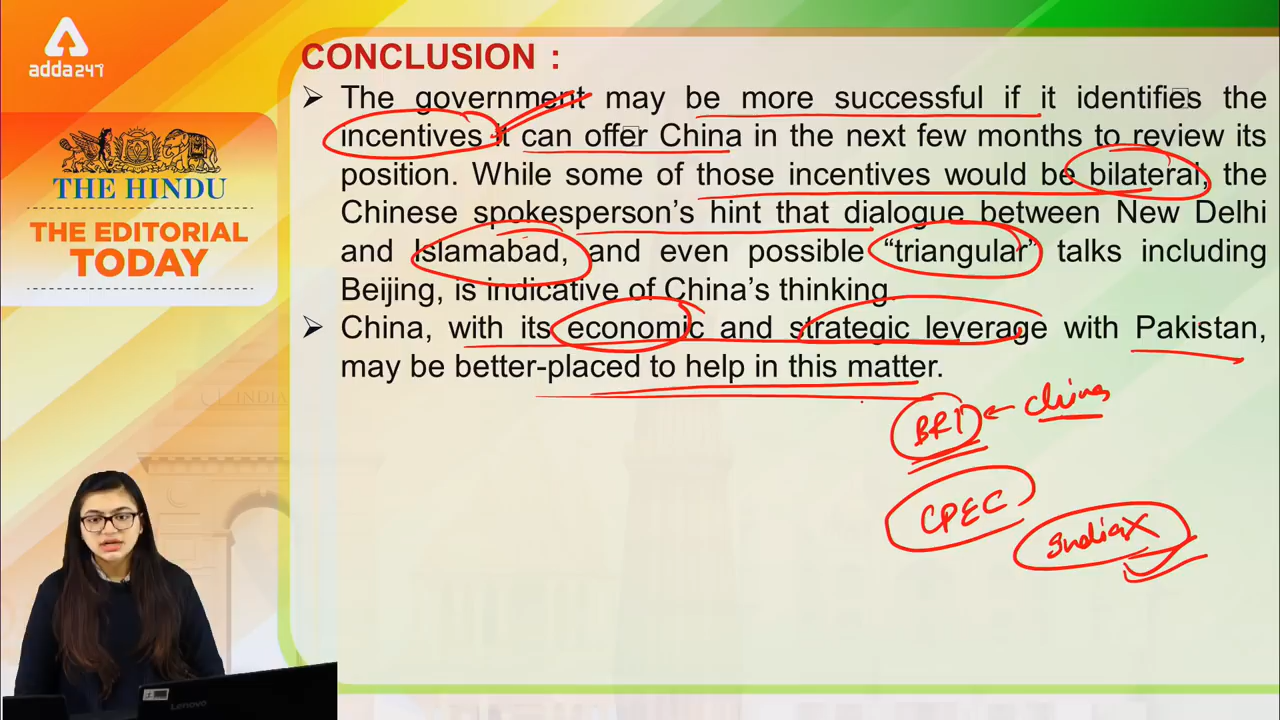 adda247
THE HINDU
THE EDITORIAL
TODAY
CONCLUSION :
➢ The government may be more successful if it identifies the
incentives it can offer China in the next few months to review its
position. While some of those incentives would be bilateral, the
Chinese spokesperson's hint that dialogue between New Delhi
and Islamabad, and even possible “triangular” talks including
Beijing, is indicative of China's thinking.
➢ China, with its economic and strategic leverage with Pakistan,
may be better-placed to help in this matter.
BRI ← China
CPEC
India X
INDIA
Lenovo